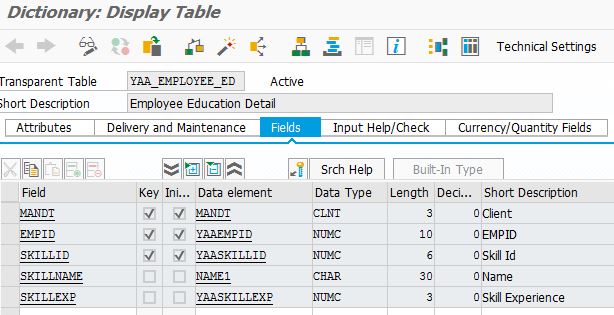 Dictionary: Display Table
Technical Settings
Transparent Table YAA_EMPLOYEE_ED Active
Short Description Employee Education Detail
Attributes Delivery and Maintenance Fields Input Help/Check Currency/Quantity Fields
Srch Help Built-In Type
Field Key Ini... Data element Data Type Length Deci... Short Description
MANDT MANDT CLNT 3 0 Client
EMPID YAAEMPID NUMC 10 0 EMPID
SKILLID YAASKILLID NUMC 6 0 Skill Id
SKILLNAME NAME1 CHAR 30 0 Name
SKILLEXP YAASKILLEXP NUMC 3 0 Skill Experience